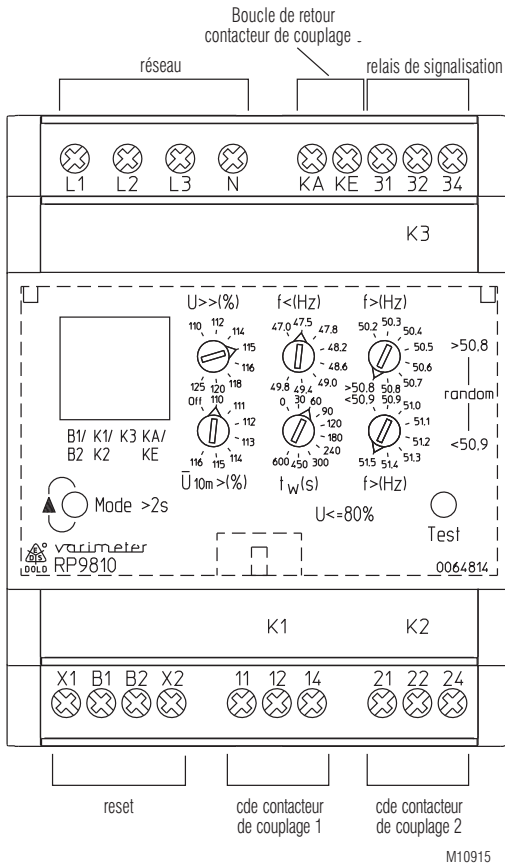 Boucle de retour
contacteur de couplage
réseau
relais de signalisation
L1 L2 L3 N KA KE 31 32 34
K3
U>>(%) f<(Hz) f>(Hz)
110 112 114 115 116 118 120 125
47.0 47.5 47.8 48.2 48.6 49.0 49.4 49.8
50.2 50.3 50.4 50.5 50.6 50.7 50.8 >50.8
>50,8
random
<50,9
Off 110 111 112 113 114 115 116
0 30 60 90 120 180 240 300 450 600
<50.9 50.9 51.0 51.1 51.2 51.3 51.4 51.5
B1/ K1/ K3 KA/
B2 K2 KE
U 10m>(%) tw(s) f>(Hz)
Mode >2s
U<=80%
Test
varimeter
DOLD RP9810
0064814
K1 K2
X1 B1 B2 X2 11 12 14 21 22 24
reset
cde contacteur
de couplage 1
cde contacteur
de couplage 2
M10915